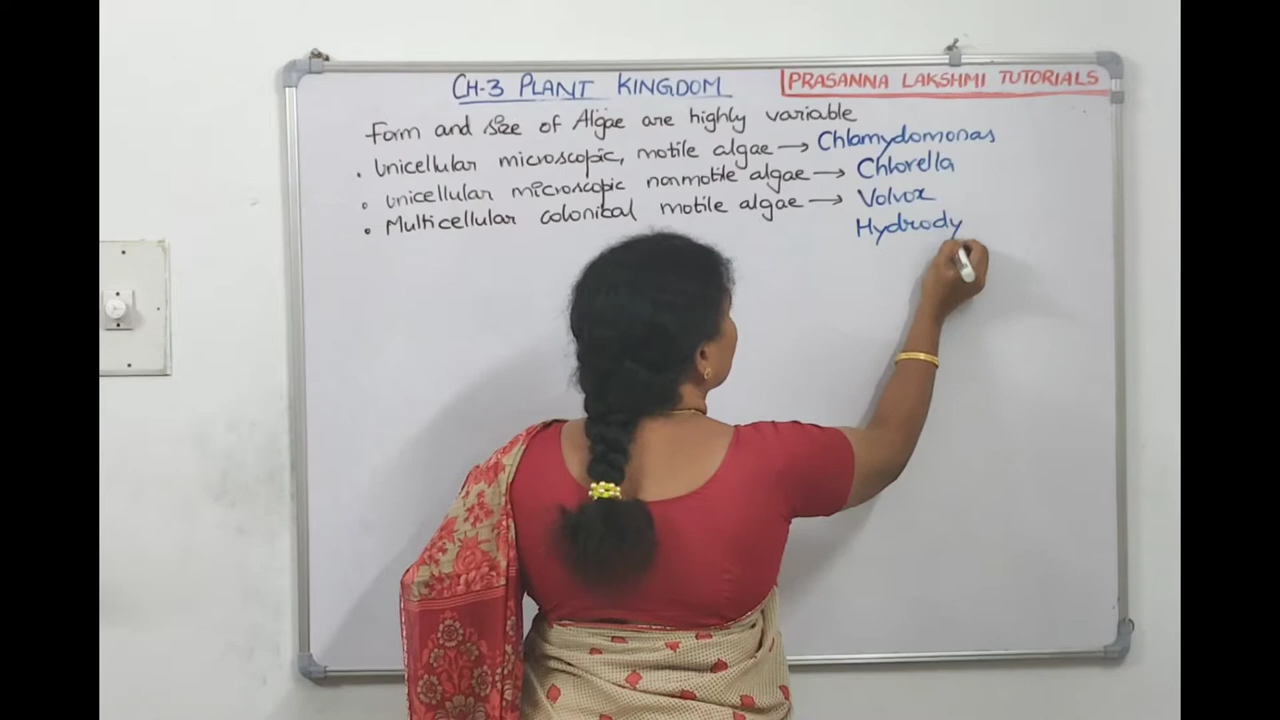 CH-3 PLANT KINGDOM
PRASANNA LAKSHMI TUTORIALS
Form and size of Algae are highly variable
. Unicellular microscopic, motile algae → Chlamydomonas
. unicellular microscopic nonmotile algae → Chlorella
. Multicellular colonical motile algae → Volvox
Hydrody